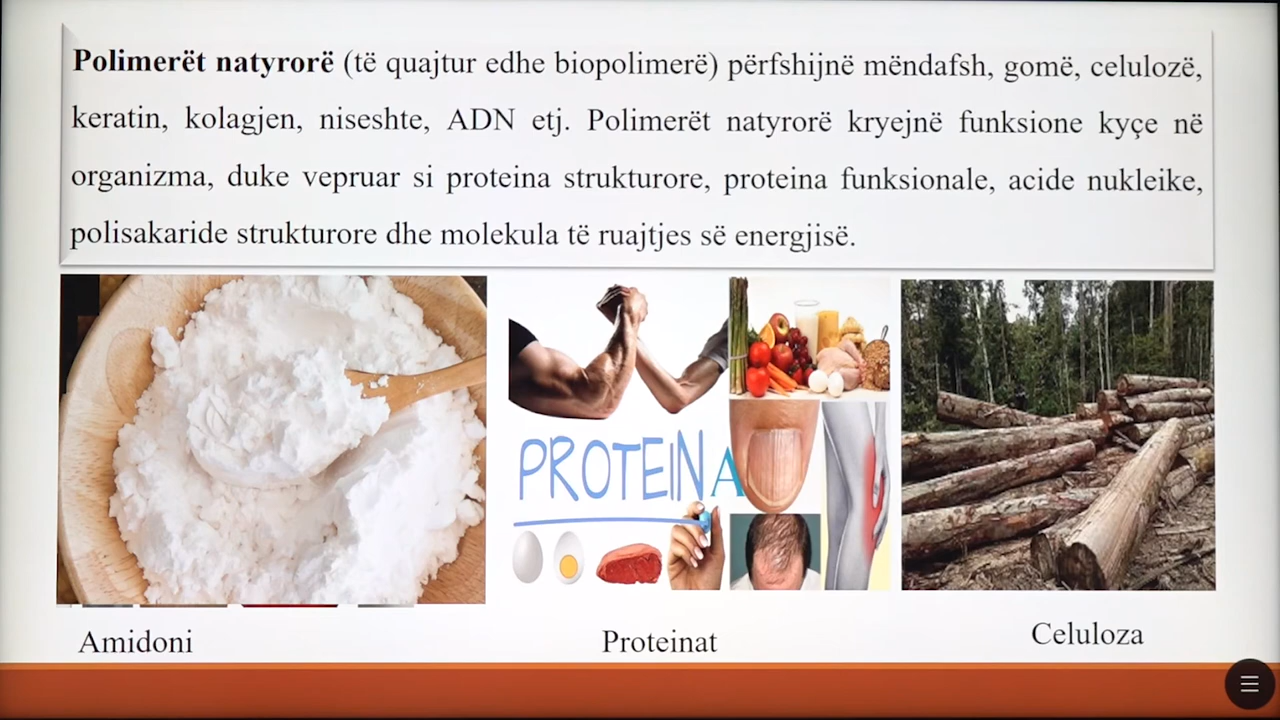 Polimerët natyrorë (të quajtur edhe biopolimerë) përfshijnë mëndafsh, gomë, celulozë,
keratin, kolagjen, niseshte, ADN etj. Polimerët natyrorë kryejnë funksione kyçe në
organizma, duke vepruar si proteina strukturore, proteina funksionale, acide nukleike,
polisakaride strukturore dhe molekula të ruajtjes së energjisë.
PROTEINA
Amidoni
Proteinat
Celuloza